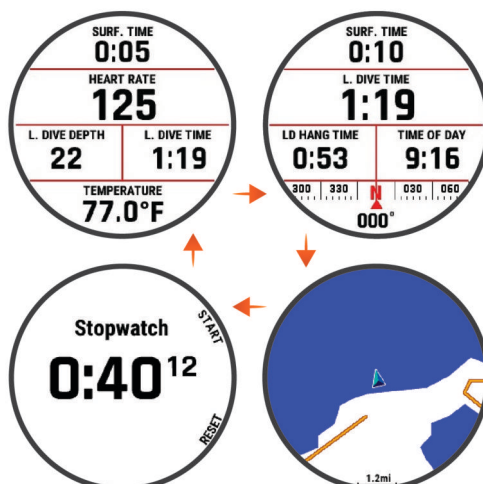 SURF. TIME
0:05
HEART RATE
125
L. DIVE DEPTH L. DIVE TIME
22 1:19
TEMPERATURE
77.0°F
SURF. TIME
0:10
L. DIVE TIME
1:19
LD HANG TIME TIME OF DAY
0:53 9:16
300 330 N 030 060
000°
Stopwatch
0:40 12
START
RESET
1.2mi